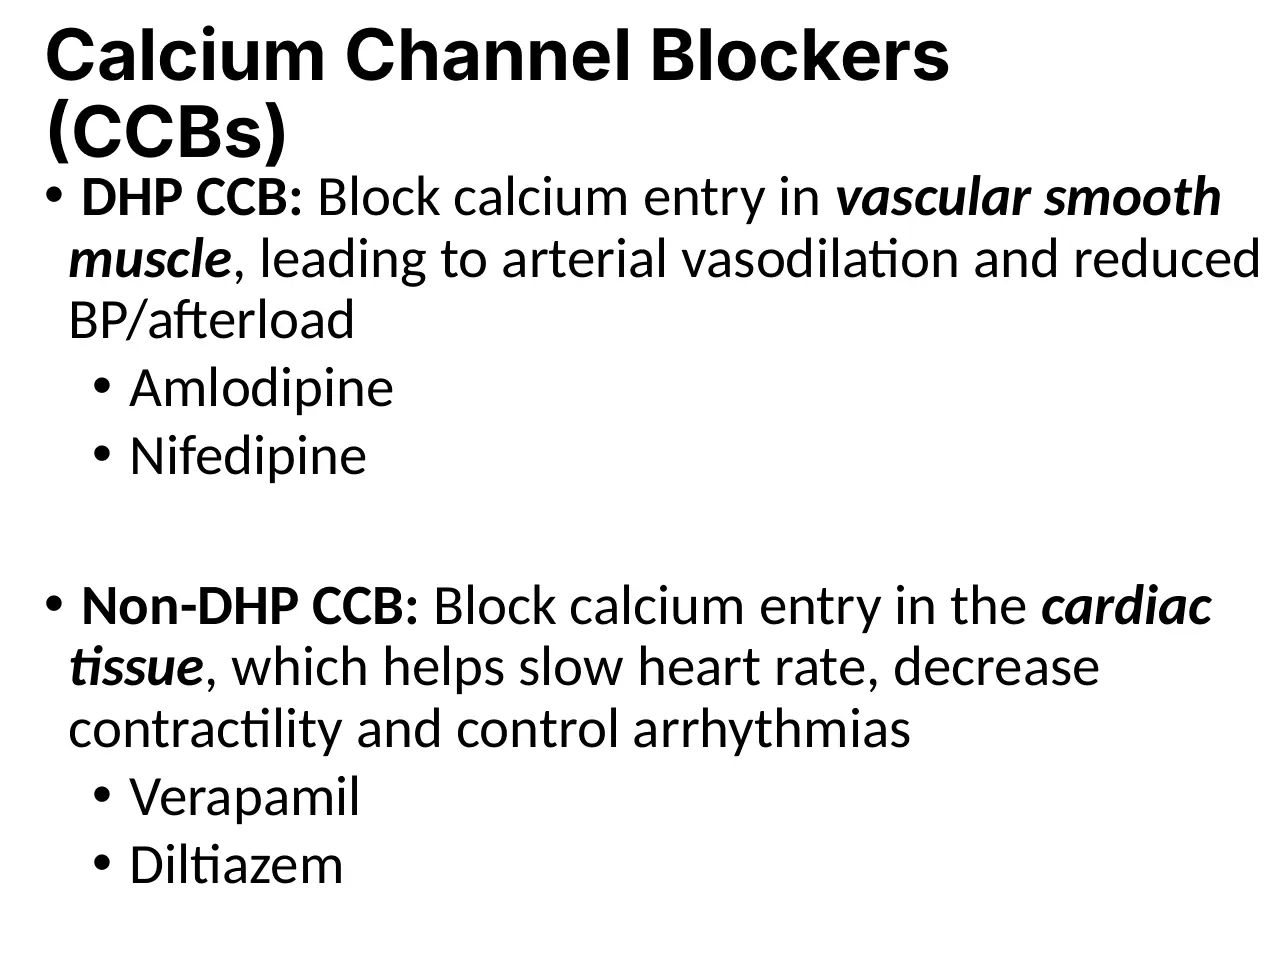 Calcium Channel Blockers
(CCBs)
• DHP CCB: Block calcium entry in vascular smooth
muscle, leading to arterial vasodilation and reduced
BP/afterload
• Amlodipine
• Nifedipine
• Non-DHP CCB: Block calcium entry in the cardiac
tissue, which helps slow heart rate, decrease
contractility and control arrhythmias
• Verapamil
• Diltiazem